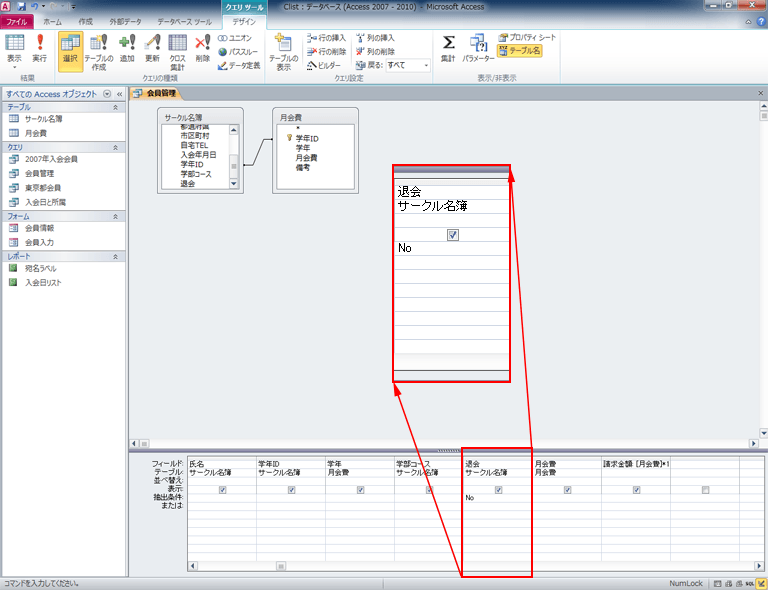 クエリ ツール
Clist : データベース (Access 2007 - 2010) - Microsoft Access
ファイル ホーム 作成 外部データ データベース ツール デザイン
表示 実行 選択 テーブルの作成 追加 更新 クロス集計 削除
ユニオン
パススルー
データ定義
テーブルの表示
行の挿入
行の削除
ビルダー
列の挿入
列の削除
戻る: すべて
集計 パラメーター
プロパティ シート
テーブル名
結果 クエリの種類 クエリ設定 表示/非表示
すべての Access オブジェクト
テーブル
サークル名簿
月会費
クエリ
2007年入会会員
会員管理
東京都会員
入会日と所属
フォーム
会員情報
会員入力
レポート
宛名ラベル
入会日リスト
会員管理
サークル名簿
都道府県
市区町村
自宅TEL
入会年月日
学年ID
学部コース
退会
月会費
*
学年ID
学年
月会費
備考
退会
サークル名簿
No
フィールド: 氏名 学年ID 学年 学部コース 退会 月会費 請求金額: [月会費]*1
テーブル: サークル名簿 サークル名簿 月会費 サークル名簿 サークル名簿 月会費
並べ替え:
表示:
抽出条件: No
または:
コマンドを入力してください。
NumLock
SQL